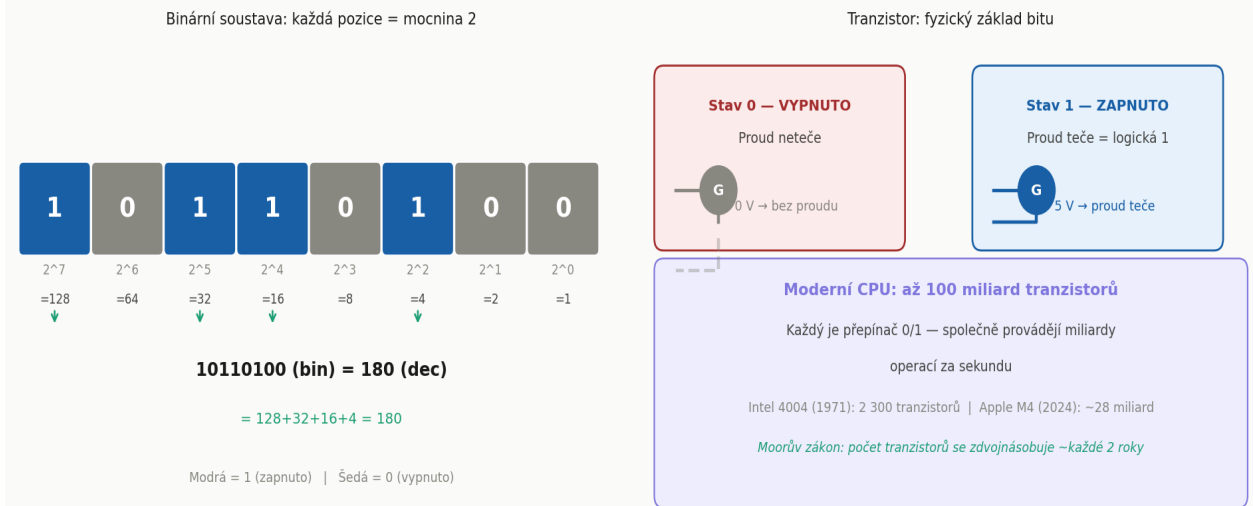 Binární soustava: každá pozice = mocnina 2
1 0 1 1 0 1 0 0
2^7 2^6 2^5 2^4 2^3 2^2 2^1 2^0
=128 =64 =32 =16 =8 =4 =2 =1
10110100 (bin) = 180 (dec)
= 128+32+16+4 = 180
Modrá = 1 (zapnuto) | Šedá = 0 (vypnuto)
Tranzistor: fyzický základ bitu
Stav 0 — VYPNUTO
Proud neteče
G
0 V → bez proudu
Stav 1 — ZAPNUTO
Proud teče = logická 1
G
5 V → proud teče
Moderní CPU: až 100 miliard tranzistorů
Každý je přepínač 0/1 — společně provádějí miliardy
operací za sekundu
Intel 4004 (1971): 2 300 tranzistorů | Apple M4 (2024): ~28 miliard
Moorův zákon: počet tranzistorů se zdvojnásobuje ~každé 2 roky